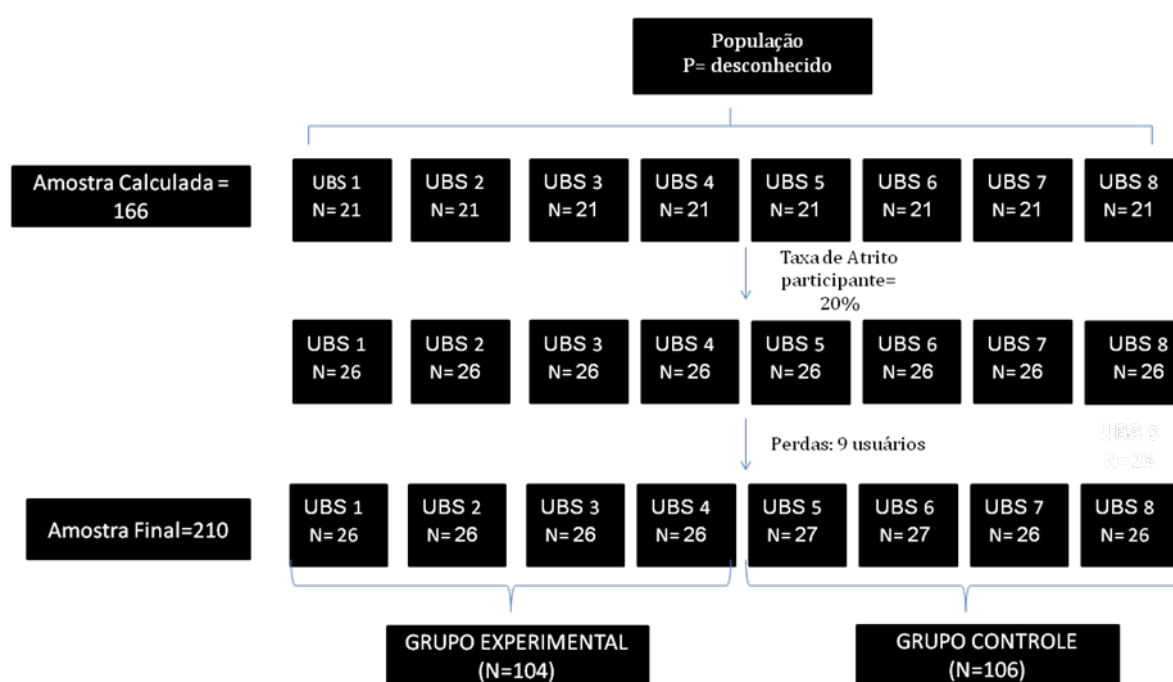 População
P= desconhecido
Amostra Calculada =
166
UBS 1
N= 21
UBS 2
N= 21
UBS 3
N= 21
UBS 4
N= 21
UBS 5
N= 21
UBS 6
N= 21
UBS 7
N= 21
UBS 8
N= 21
Taxa de Atrito
participante=
20%
UBS 1
N= 26
UBS 2
N= 26
UBS 3
N= 26
UBS 4
N= 26
UBS 5
N= 26
UBS 6
N= 26
UBS 7
N= 26
UBS 8
N= 26
Perdas: 9 usuários
UBS 6
N= 26
Amostra Final=210
UBS 1
N= 26
UBS 2
N= 26
UBS 3
N= 26
UBS 4
N= 26
UBS 5
N= 27
UBS 6
N= 27
UBS 7
N= 26
UBS 8
N= 26
GRUPO EXPERIMENTAL
(N=104)
GRUPO CONTROLE
(N=106)